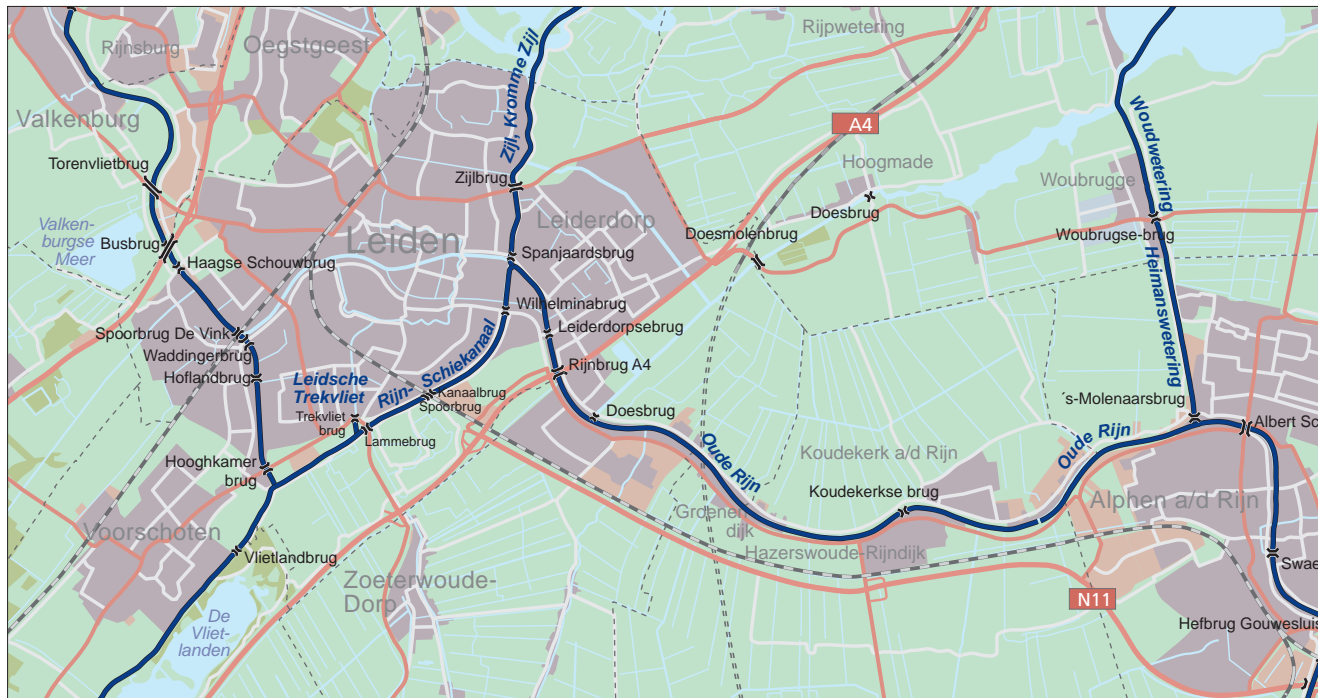 Rijnsburg
Oegstgeest
Rijpwetering
Valkenburg
A4
Zijl, Kromme Zijl
Woudwetering
Torenvlietbrug
Zijlbrug
Hoogmade
Woubrugge
Doesbrug
Leiderdorp
Valken-
burgse
Meer
Busbrug
Leiden
Doesmolenbrug
Woubrugse-brug
Haagse Schouwbrug
Spanjaardsbrug
Heimanswetering
Wilhelminabrug
Spoorbrug De Vink
Leiderdorpsebrug
Waddingerbrug
Hoflandbrug
Rijnbrug A4
Leidsche
Trekvliet
Rijn- Schiekanaal
Kanaalbrug
Spoorbrug
´s-Molenaarsbrug
Trekvliet
brug
Doesbrug
Lammebrug
Albert Sc
Oude Rijn
Oude Rijn
Koudekerk a/d Rijn
Hooghkamer
brug
Koudekerkse brug
Alphen a/d Rijn
Groenen
dijk
Voorschoten
Vlietlandbrug
Hazerswoude-Rijndijk
Swae
Zoeterwoude-
Dorp
N11
De
Vliet-
landen
Hefbrug Gouwesluis